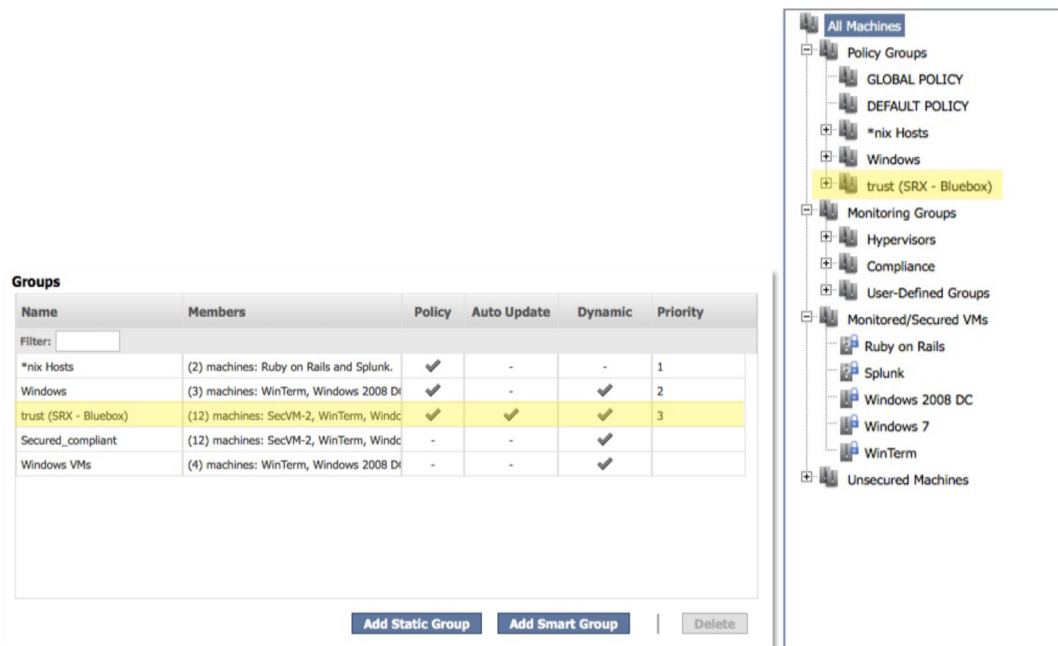 Groups
Name Members Policy Auto Update Dynamic Priority
Filter:
*nix Hosts (2) machines: Ruby on Rails and Splunk. - - 1
Windows (3) machines: WinTerm, Windows 2008 D - 2
trust (SRX - Bluebox) (12) machines: SecVM-2, WinTerm, Windc 3
Secured_compliant (12) machines: SecVM-2, WinTerm, Windc - -
Windows VMs (4) machines: WinTerm, Windows 2008 D - -
Add Static Group Add Smart Group | Delete
All Machines
Policy Groups
GLOBAL POLICY
DEFAULT POLICY
*nix Hosts
Windows
trust (SRX - Bluebox)
Monitoring Groups
Hypervisors
Compliance
User-Defined Groups
Monitored/Secured VMs
Ruby on Rails
Splunk
Windows 2008 DC
Windows 7
WinTerm
Unsecured Machines